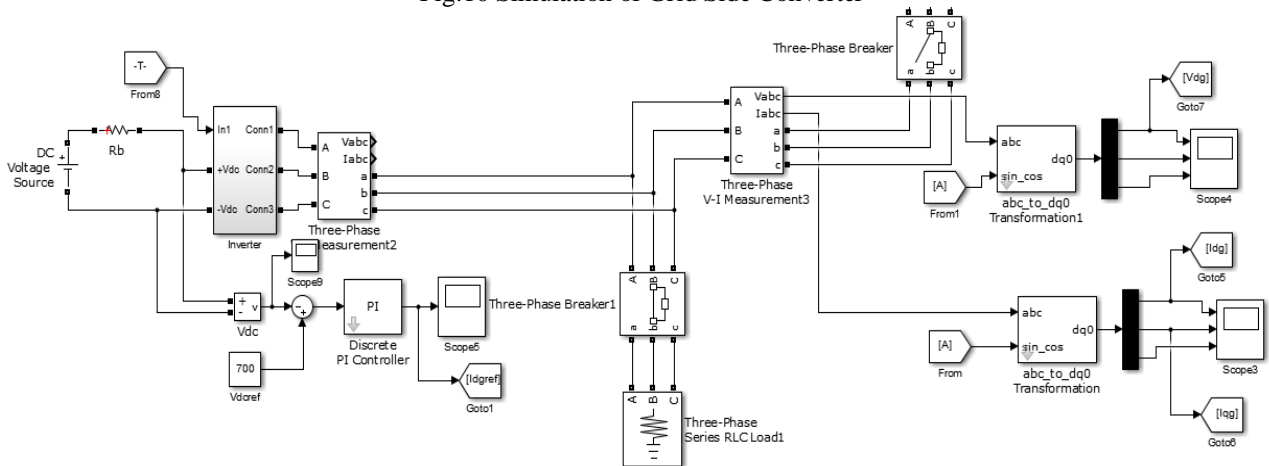 Fig.10 Simulation of Grid Side Converter
A
B
C
Three-Phase Breaker
a
b
c
-T-
From8
DC
Voltage
Source
+
Rb
In1
+Vdc
-Vdc
Conn1
Conn2
Conn3
Inverter
A
B
C
Vabc
Iabc
a
b
c
Three-Phase
Measurement2
Scope9
+
-
v
Vdc
-
+
700
Vdcref
PI
Discrete
PI Controller
Scope5
[Idgref]
Goto1
A
B
C
Three-Phase Breaker1
a
b
c
A
B
C
Three-Phase
Series RLC Load1
A
B
C
Vabc
Iabc
a
b
c
Three-Phase
V-I Measurement3
[A]
From1
abc
sin_cos
dq0
abc_to_dq0
Transformation1
[Vdg]
Goto7
Scope4
[A]
From
abc
sin_cos
dq0
abc_to_dq0
Transformation
[Idg]
Goto5
Scope3
[Iqg]
Goto6